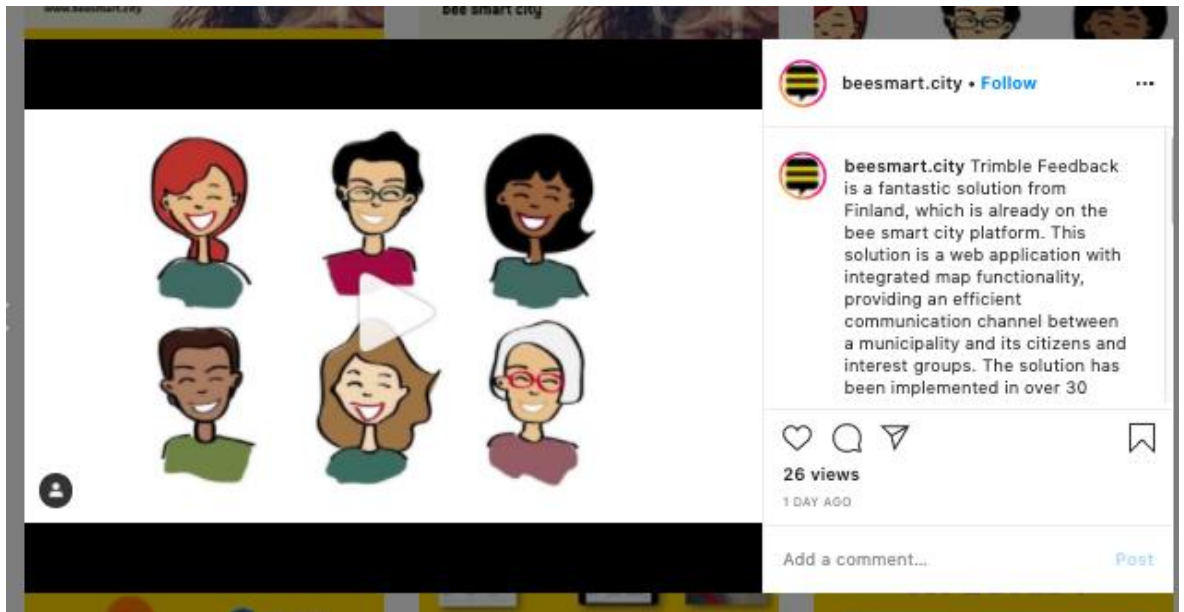 www.beesmart.city
bee smart city
beesmart.city • Follow
beesmart.city Trimble Feedback
is a fantastic solution from
Finland, which is already on the
bee smart city platform. This
solution is a web application with
integrated map functionality,
providing an efficient
communication channel between
a municipality and its citizens and
interest groups. The solution has
been implemented in over 30
26 views
1 DAY AGO
Add a comment...
Post